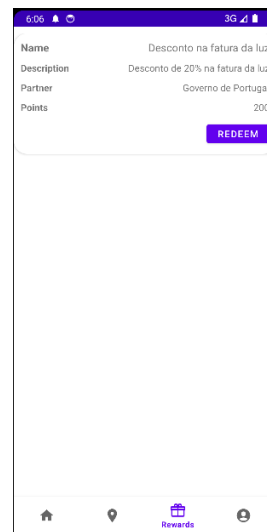 6:06 3G
Name Desconto na fatura da luz
Description Desconto de 20% na fatura da luz
Partner Governo de Portugal
Points 200
REDEEM
Rewards